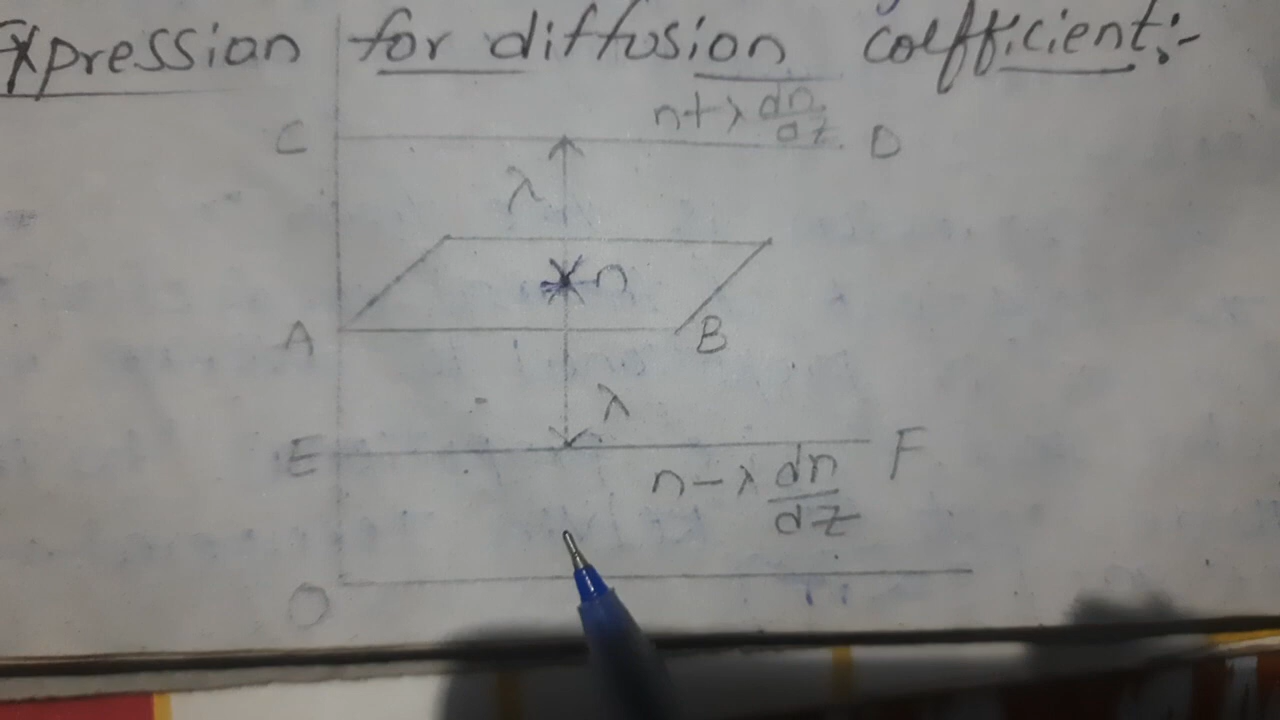 Expression for diffusion coefficient:-
n+λ dn/dz
C D
λ
n
A B
λ
E F
n-λ dn/dz
O